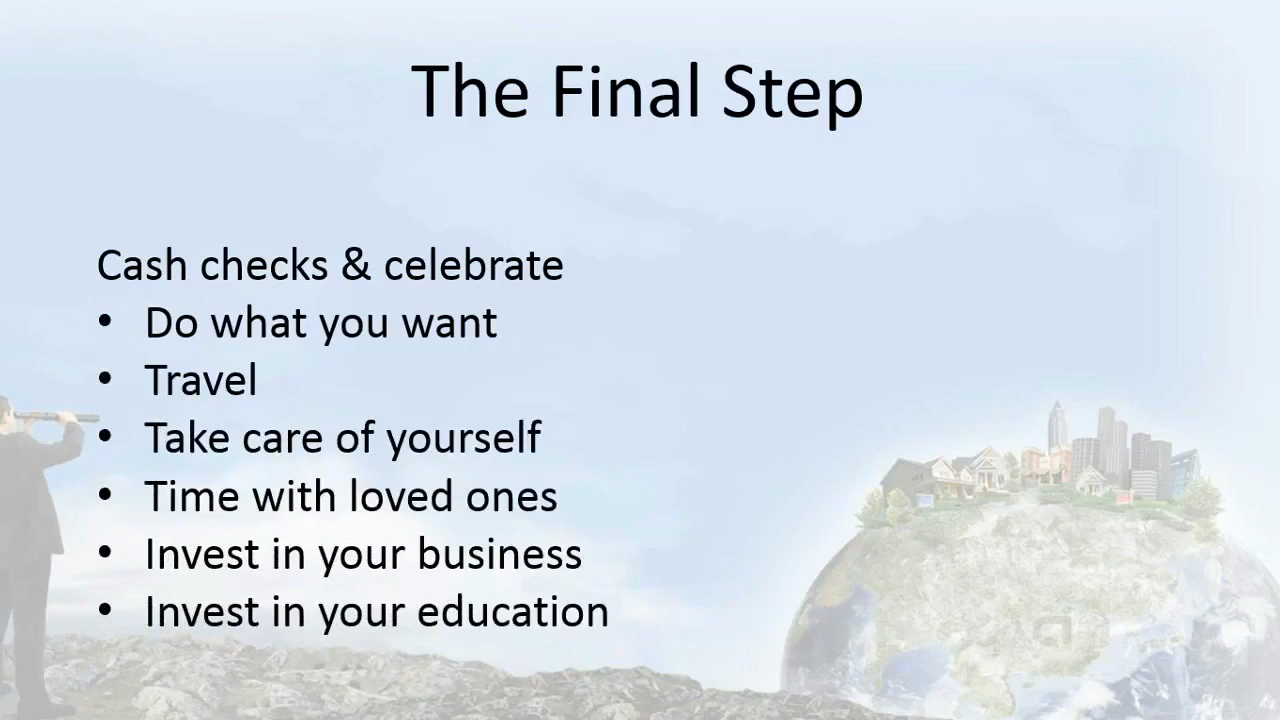 The Final Step
Cash checks & celebrate
• Do what you want
• Travel
• Take care of yourself
• Time with loved ones
• Invest in your business
• Invest in your education